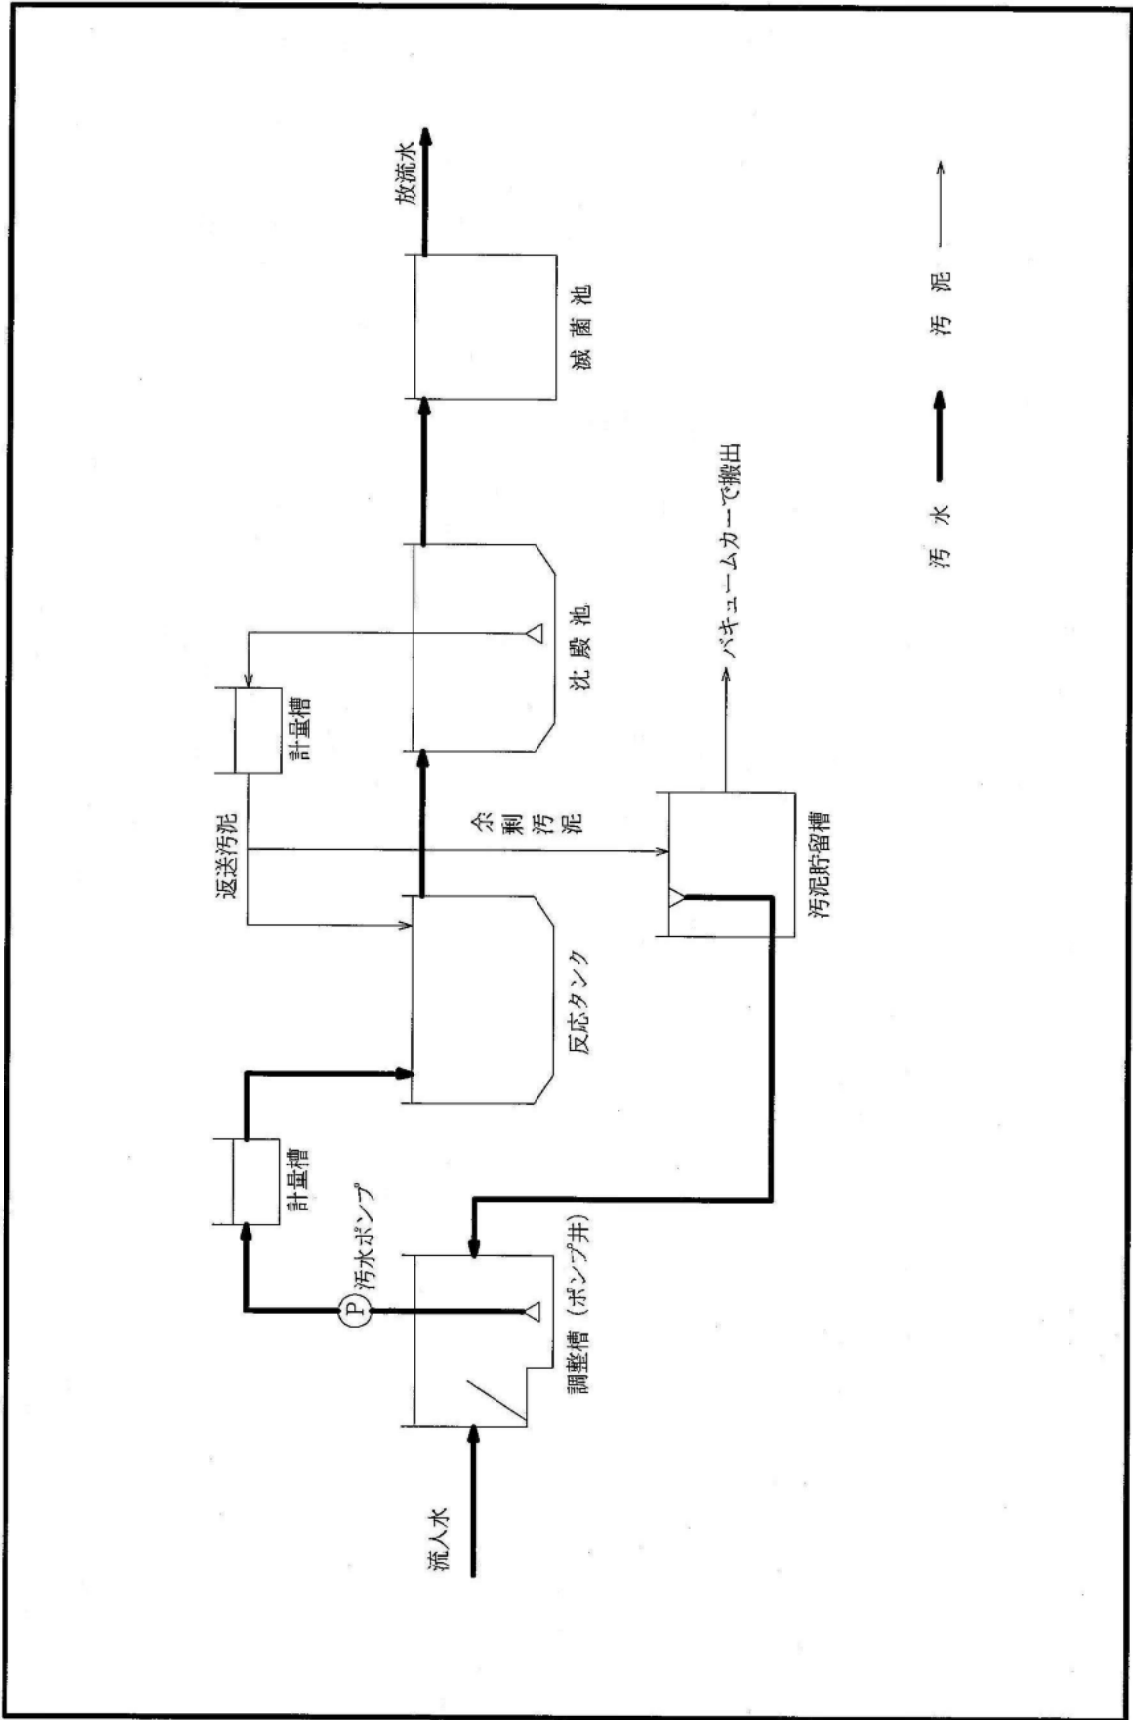 流入水
調整槽（ポンプ井）
Ｐ
汚水ポンプ
計量槽
反応タンク
返送汚泥
計量槽
余剰汚泥
沈殿池
滅菌池
放流水
汚泥貯留槽
バキュームカーで搬出
汚水
汚泥